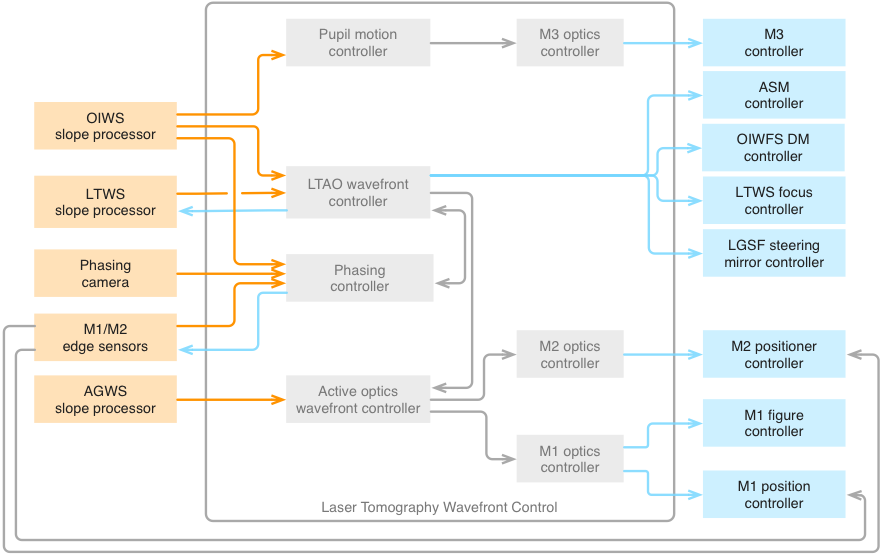 Pupil motion
controller
M3 optics
controller
M3
controller
ASM
controller
OIWS
slope processor
OIWFS DM
controller
LTWS
slope processor
LTAO wavefront
controller
LTWS focus
controller
LGSF steering
mirror controller
Phasing
camera
Phasing
controller
M1/M2
edge sensors
M2 optics
controller
M2 positioner
controller
AGWS
slope processor
Active optics
wavefront controller
M1 figure
controller
M1 optics
controller
M1 position
controller
Laser Tomography Wavefront Control